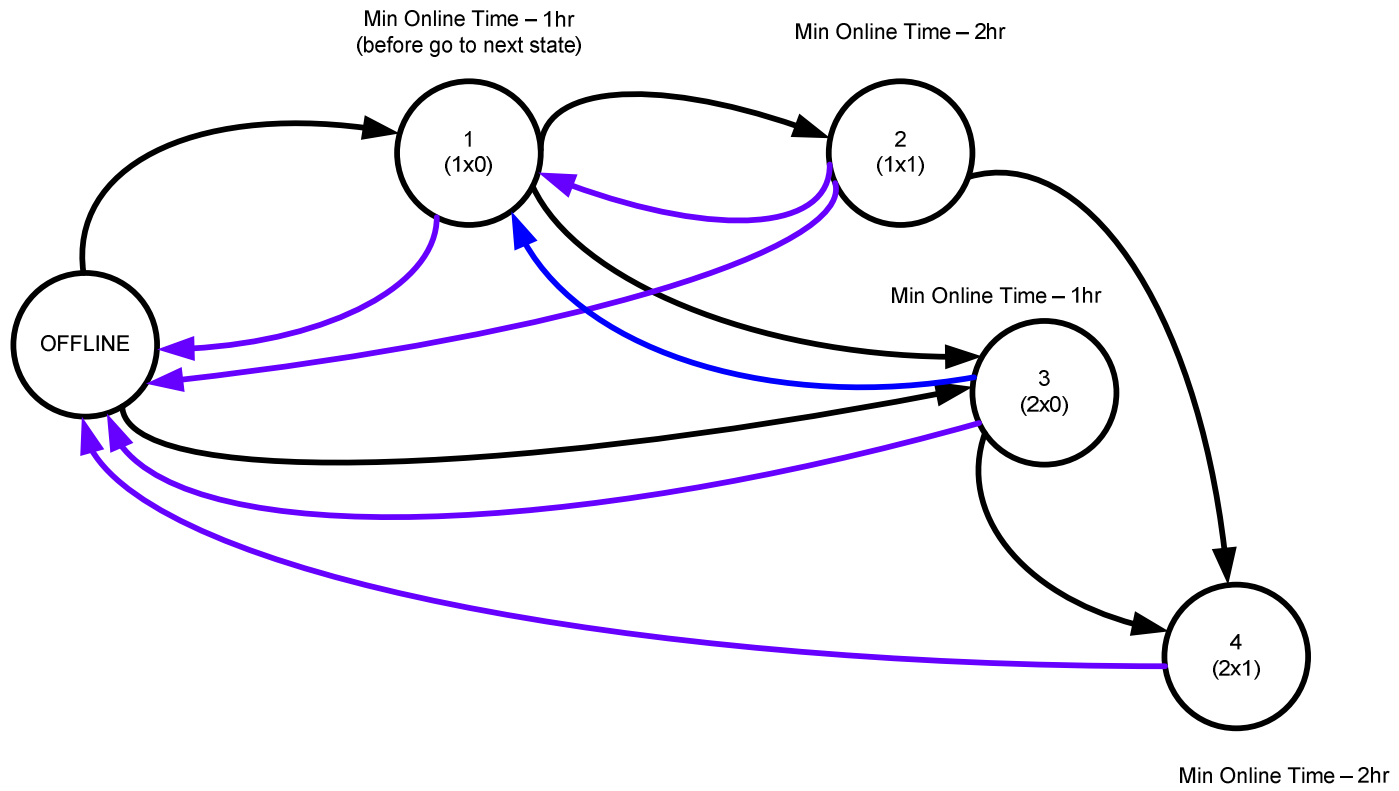 Min Online Time – 1hr
(before go to next state)
Min Online Time – 2hr
1
(1x0)
2
(1x1)
Min Online Time – 1hr
OFFLINE
3
(2x0)
4
(2x1)
Min Online Time – 2hr